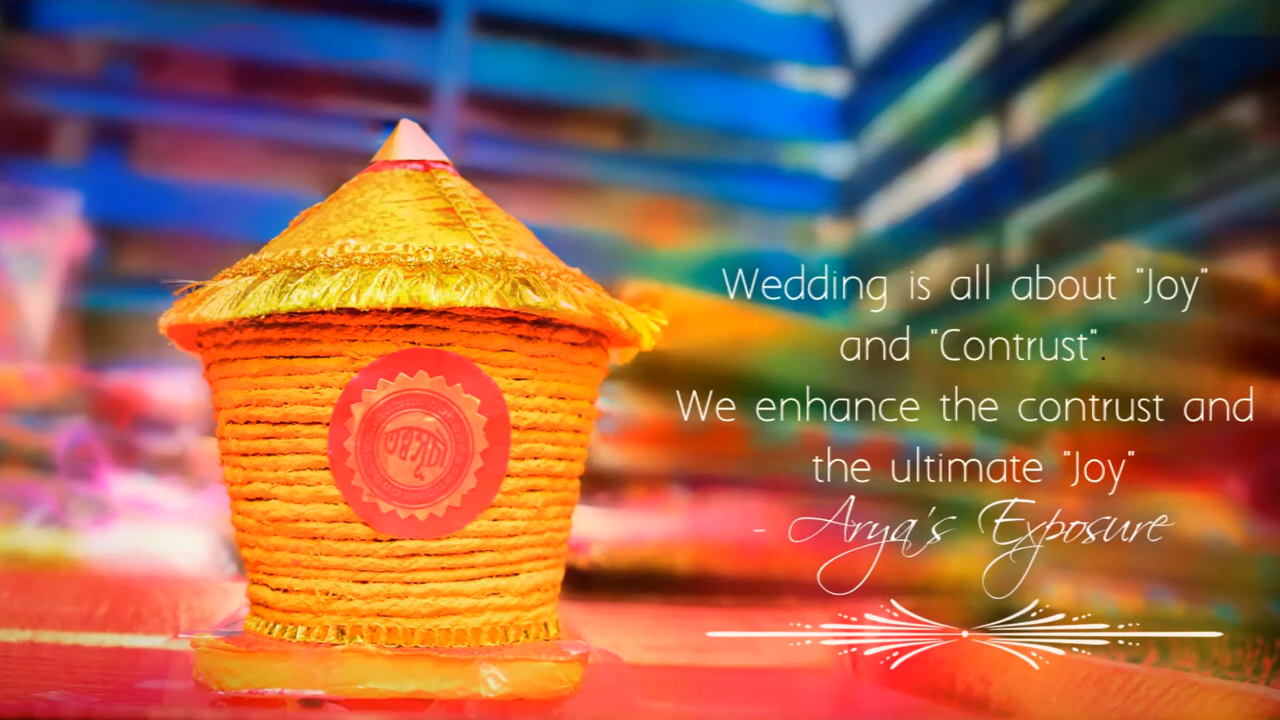 Wedding is all about "Joy"
and "Contrust".
We enhance the contrust and
the ultimate "Joy"
- Arya's Exposure